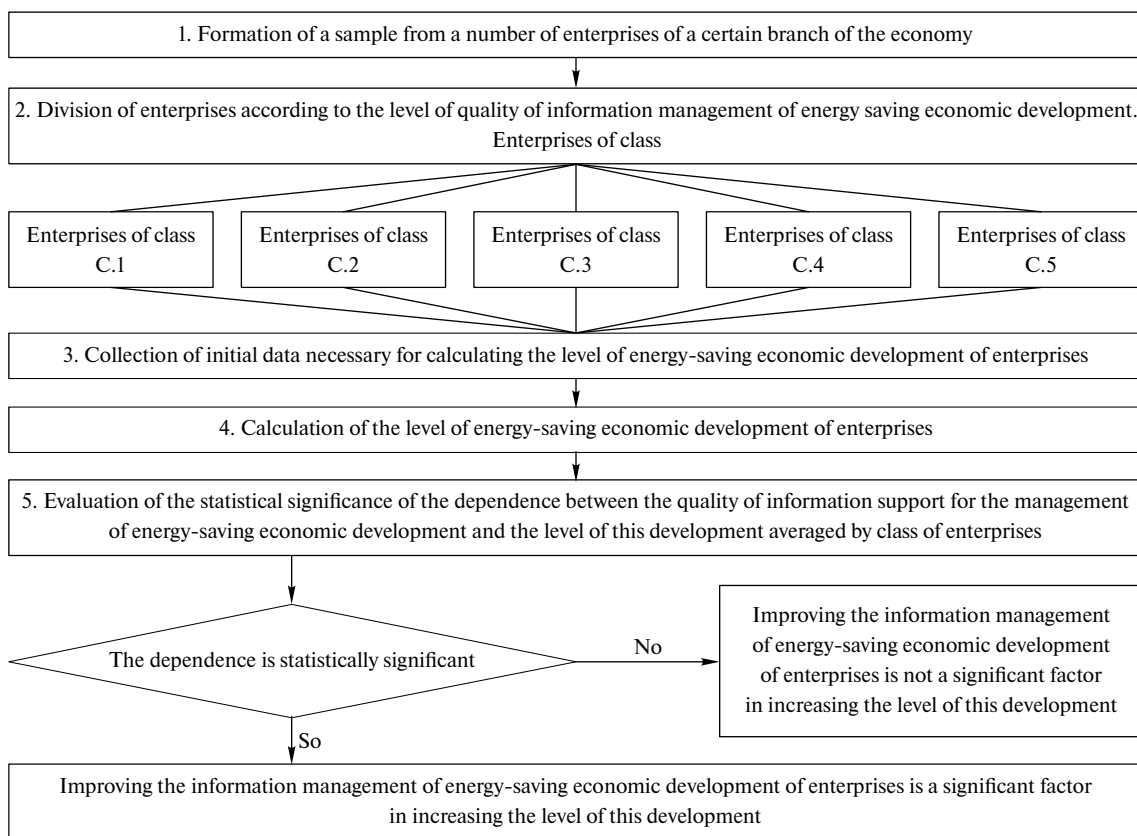 1. Formation of a sample from a number of enterprises of a certain branch of the economy
2. Division of enterprises according to the level of quality of information management of energy saving economic development.
Enterprises of class
Enterprises of class
C.1
Enterprises of class
C.2
Enterprises of class
C.3
Enterprises of class
C.4
Enterprises of class
C.5
3. Collection of initial data necessary for calculating the level of energy-saving economic development of enterprises
4. Calculation of the level of energy-saving economic development of enterprises
5. Evaluation of the statistical significance of the dependence between the quality of information support for the management
of energy-saving economic development and the level of this development averaged by class of enterprises
The dependence is statistically significant
No
Improving the information management
of energy-saving economic development
of enterprises is not a significant factor
in increasing the level of this development
So
Improving the information management of energy-saving economic development of enterprises is a significant factor
in increasing the level of this development